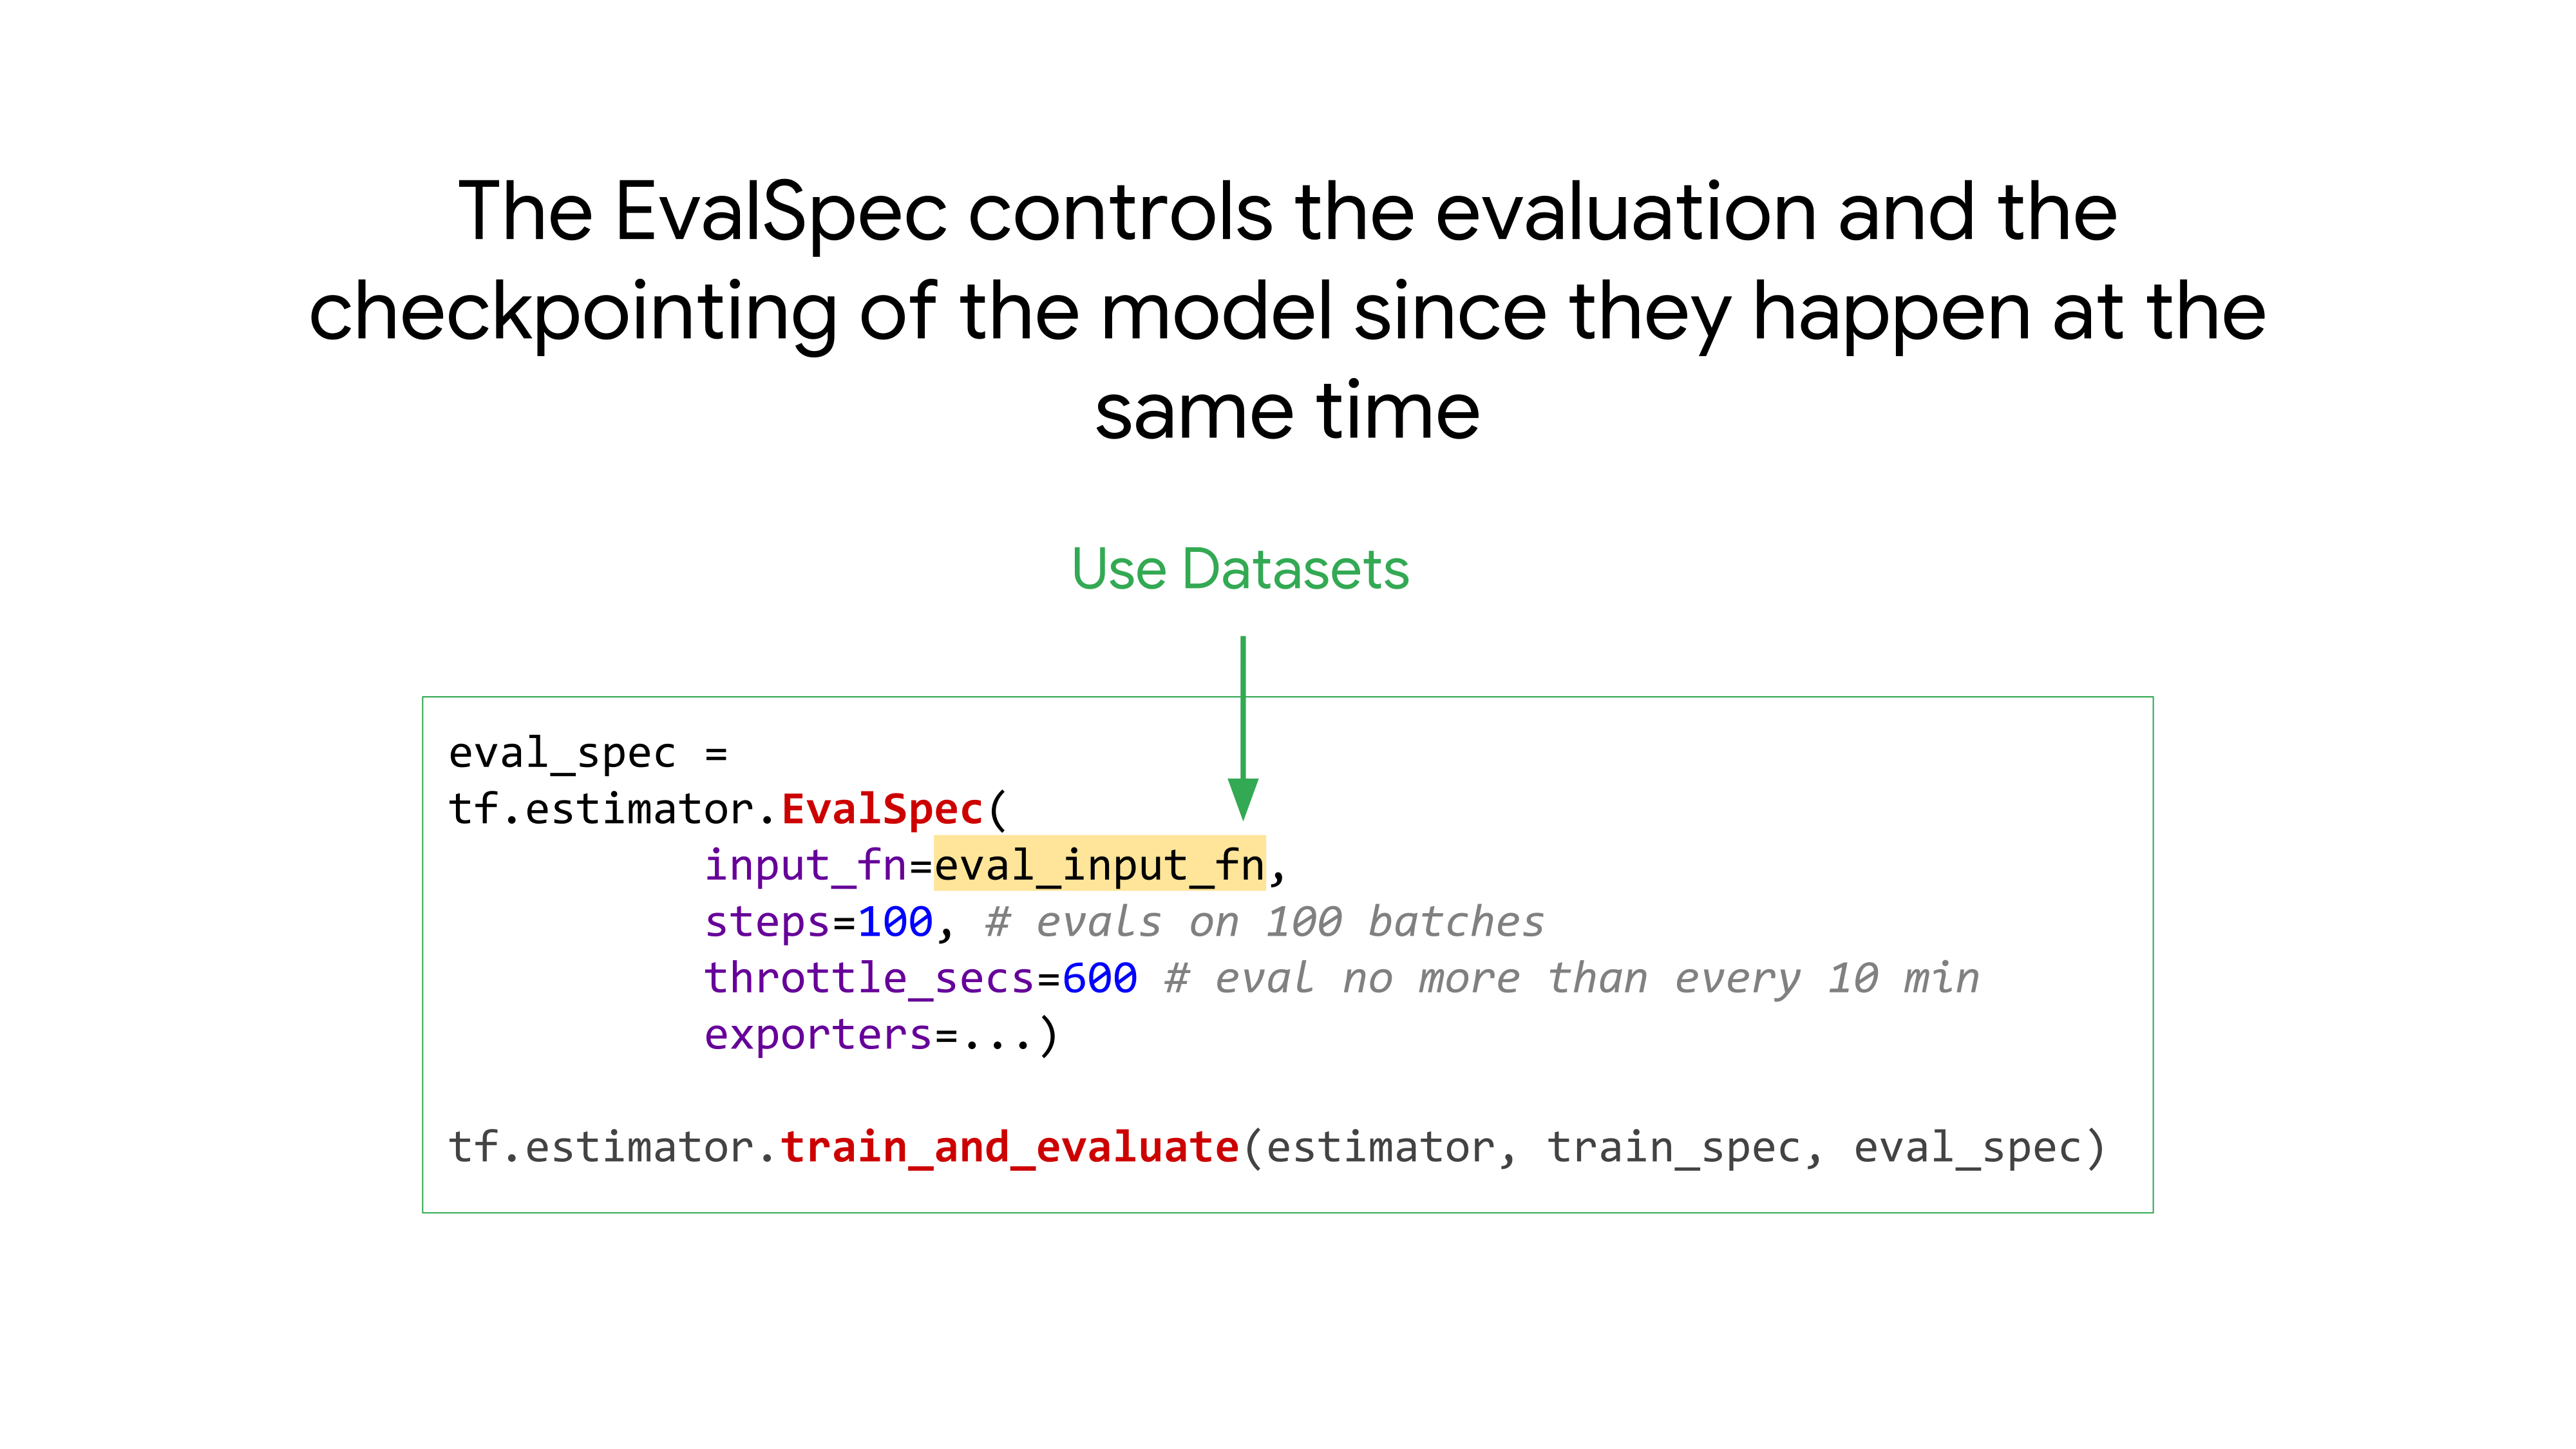 The EvalSpec controls the evaluation and the
checkpointing of the model since they happen at the
same time
Use Datasets
eval_spec =
tf.estimator.EvalSpec(
input_fn=eval_input_fn,
steps=100, # evals on 100 batches
throttle_secs=600 # eval no more than every 10 min
exporters=...)
tf.estimator.train_and_evaluate(estimator, train_spec, eval_spec)